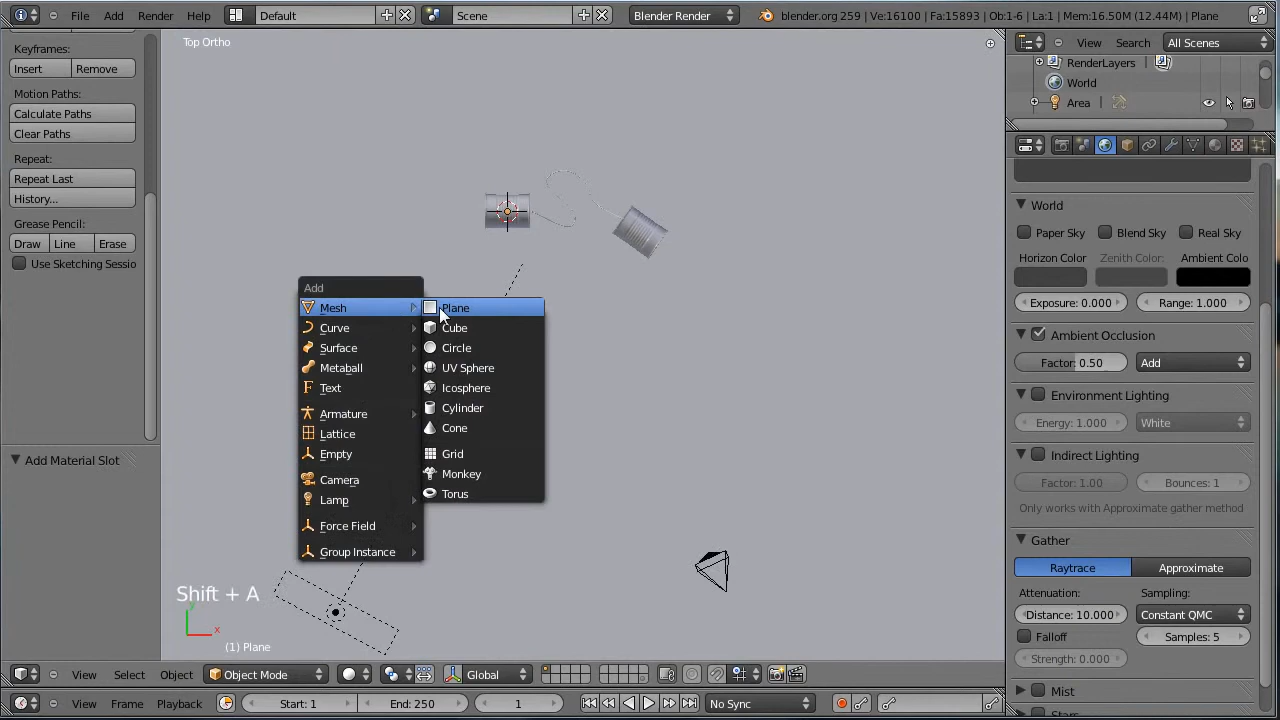 File Add Render Help Default Scene Blender Render blender.org 259 | Ve:16100 | Fa:15893 | Ob:1-6 | La:1 | Mem:16.50M (12.44M) | Plane
Keyframes:
Insert Remove
Motion Paths:
Calculate Paths
Clear Paths
Repeat:
Repeat Last
History...
Grease Pencil:
Draw Line Erase
Use Sketching Sessio
Add Material Slot
Top Ortho
Add
Mesh
Curve
Surface
Metaball
Text
Armature
Lattice
Empty
Camera
Lamp
Force Field
Group Instance
Plane
Cube
Circle
UV Sphere
Icosphere
Cylinder
Cone
Grid
Monkey
Torus
Shift + A
y
x
(1) Plane
View Select Object Object Mode Global
View Frame Playback Start: 1 End: 250 1 No Sync
View Search All Scenes
RenderLayers
World
Area
World
Paper Sky Blend Sky Real Sky
Horizon Color Zenith Color Ambient Colo
Exposure: 0.000 Range: 1.000
Ambient Occlusion
Factor: 0.50 Add
Environment Lighting
Energy: 1.000 White
Indirect Lighting
Factor: 1.00 Bounces: 1
Only works with Approximate gather method
Gather
Raytrace Approximate
Attenuation: Sampling:
Distance: 10.000 Constant QMC
Falloff Samples: 5
Strength: 0.000
Mist